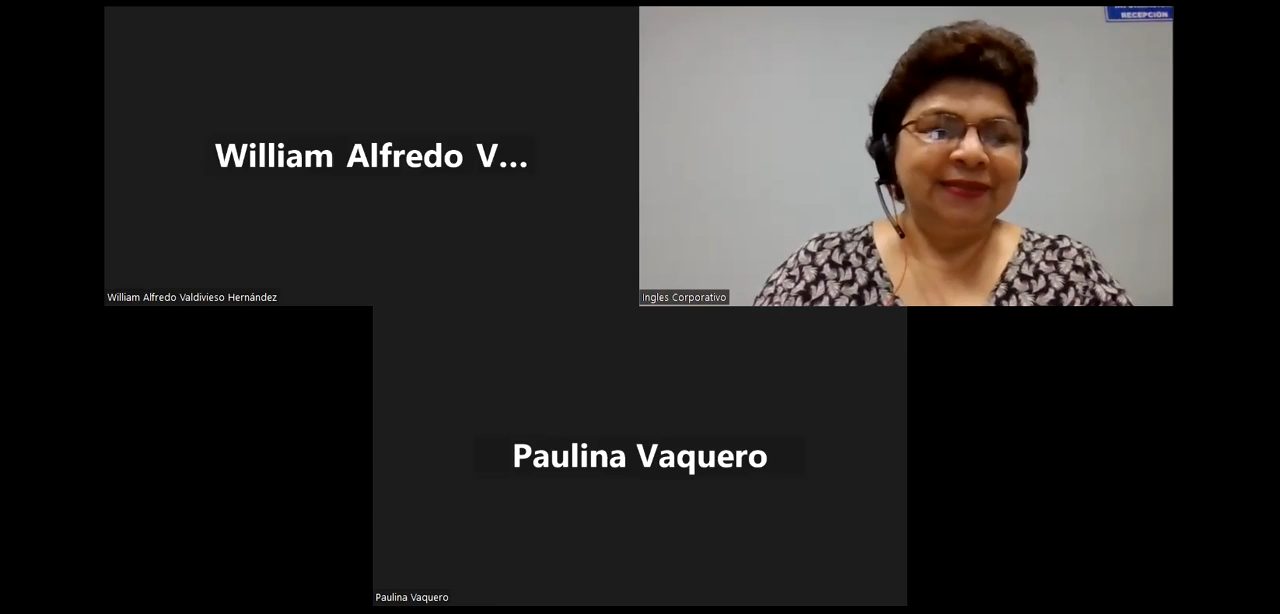 William Alfredo V...
RECEPCIÓN
William Alfredo Valdivieso Hernández
Ingles Corporativo
Paulina Vaquero
Paulina Vaquero